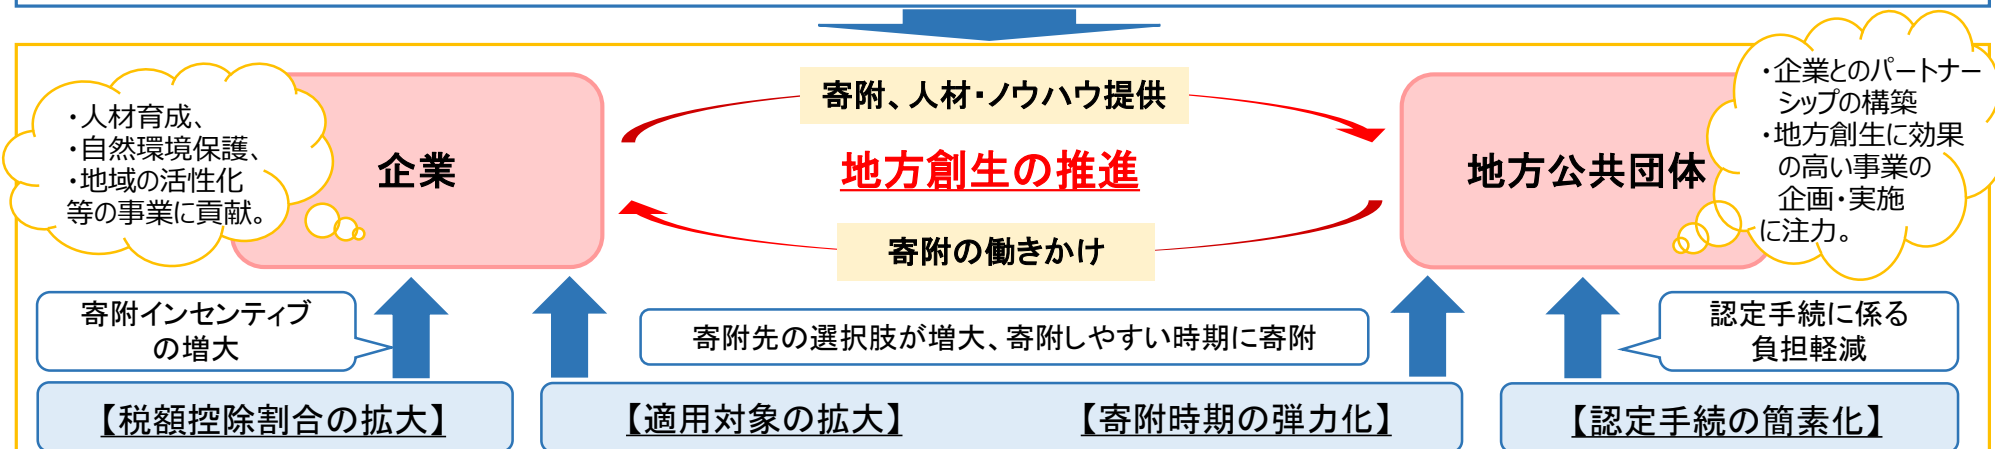 ・人材育成、
・自然環境保護、
・地域の活性化
等の事業に貢献。
企業
寄附、人材・ノウハウ提供
地方創生の推進
寄附の働きかけ
地方公共団体
・企業とのパートナー
シップの構築
・地方創生に効果
の高い事業の
企画・実施
に注力。
寄附インセンティブ
の増大
寄附先の選択肢が増大、寄附しやすい時期に寄附
認定手続に係る
負担軽減
【税額控除割合の拡大】
【適用対象の拡大】
【寄附時期の弾力化】
【認定手続の簡素化】